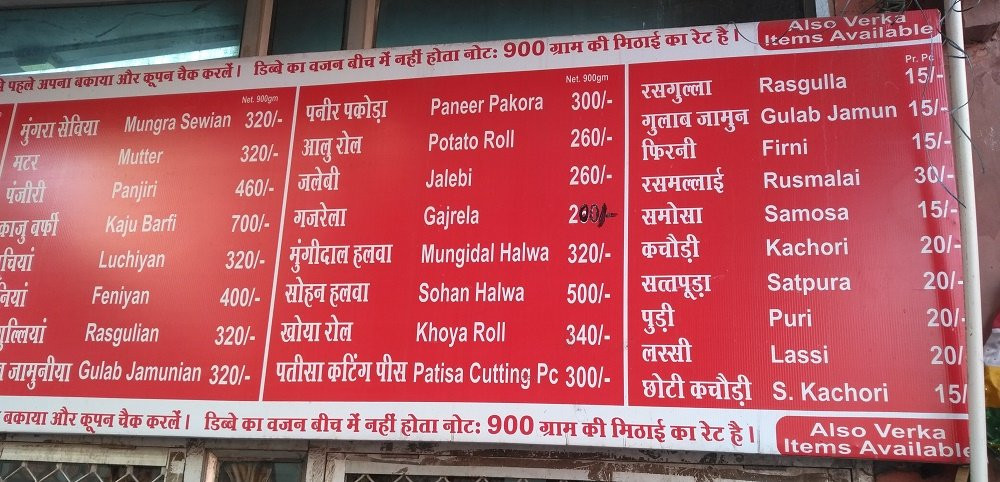 से पहले अपना बकाया और कूपन चैक करलें। डिब्बे का वजन बीच में नहीं होता नोट: 900 ग्राम की मिठाई का रेट है।
Also Verka
Items Available
Net. 900gm
मुंगरा सेविया Mungra Sewian 320/-
मटर Mutter 320/-
पंजीरी Panjiri 460/-
काजु बर्फी Kaju Barfi 700/-
Luchiyan 320/-
Feniyan 400/-
Rasgulian 320/-
जामुनीया Gulab Jamunian 320/-
Net. 900gm
पनीर पकोड़ा Paneer Pakora 300/-
आलु रोल Potato Roll 260/-
जलेबी Jalebi 260/-
गजरेला Gajrela 200/-
मुंगीदाल हलवा Mungidal Halwa 320/-
सोहन हलवा Sohan Halwa 500/-
खोया रोल Khoya Roll 340/-
पतीसा कटिंग पीस Patisa Cutting Pc 300/-
Pr. Pc
रसगुल्ला Rasgulla 15/-
गुलाब जामुन Gulab Jamun 15/-
फिरनी Firni 15/-
रसमल्लाई Rusmalai 30/-
समोसा Samosa 15/-
कचौड़ी Kachori 20/-
सत्तपूड़ा Satpura 20/-
पुड़ी Puri 20/-
लस्सी Lassi 20/
छोटी कचौड़ी S. Kachori 15/
बकाया और कूपन चैक करलें। डिब्बे का वजन बीच में नहीं होता नोट: 900 ग्राम की मिठाई का रेट है।
Also Verka
Items Available